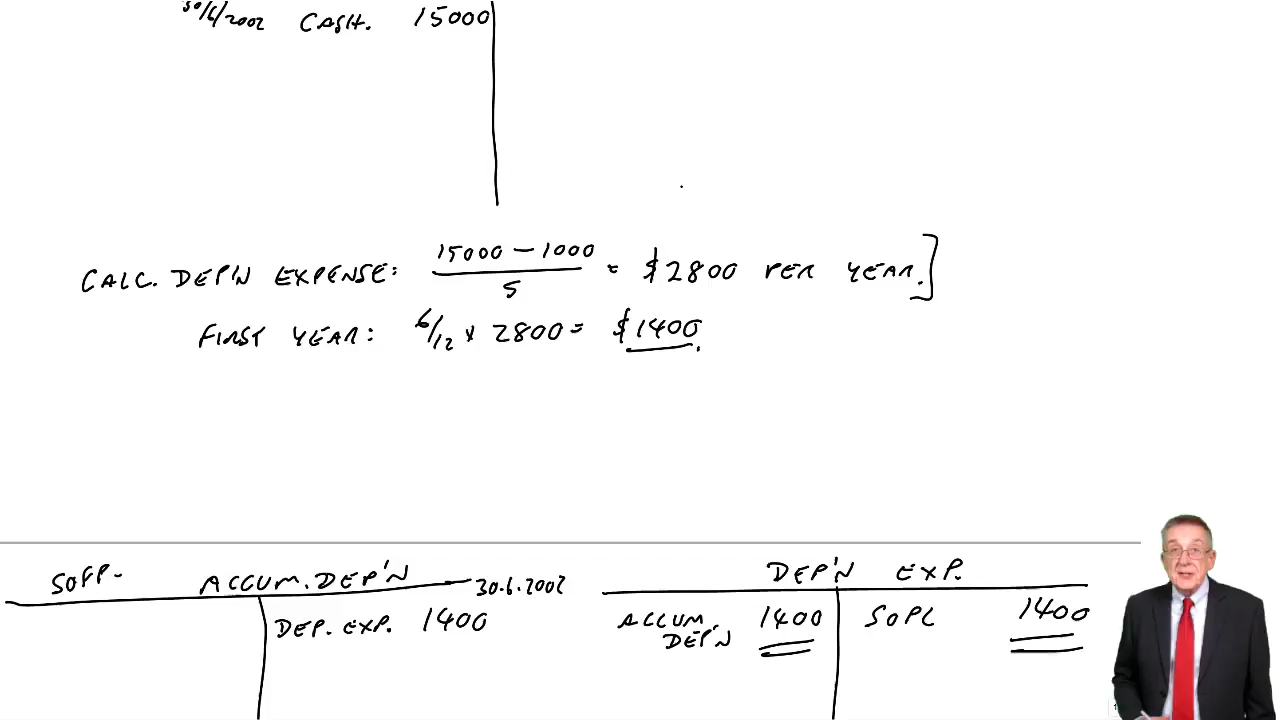 30/6/2002 CASH. 15000
CALC. DEP'N EXPENSE: 15000 - 1000 / 5 = $2800 PER YEAR.]
FIRST YEAR: 6/12 x 2800 = $1400.
SOFP- ACCUM. DEP'N 30.6.2002
DEP. EXP. 1400
DEP'N EXP.
ACCUM. DEP'N 1400 SOPL 1400